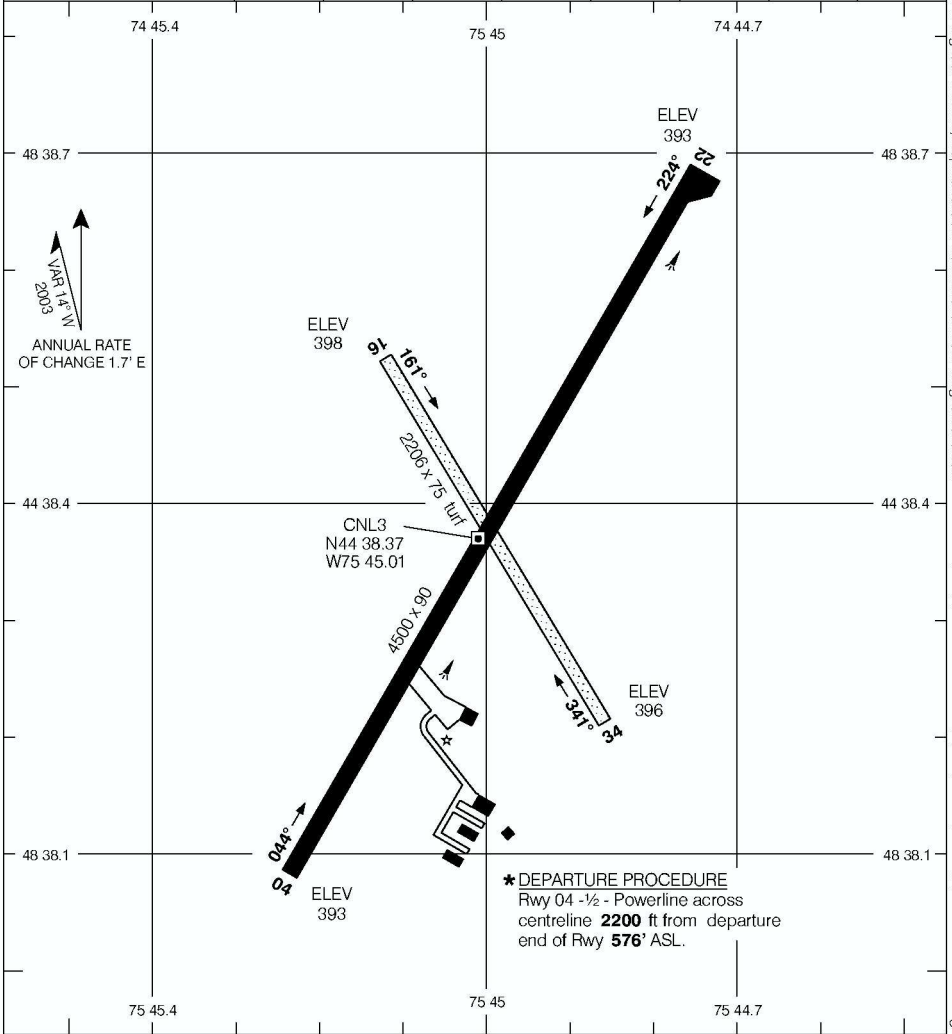 74 45.4
75 45
74 44.7
ELEV
393
48 38.7
48 38.7
22
224°
VAR 14° W
2003
ANNUAL RATE
OF CHANGE 1.7' E
ELEV
398
16
161°
2206 x 75 turf
44 38.4
44 38.4
CNL3
N44 38.37
W75 45.01
4500 x 90
ELEV
396
341°
34
044°
04
48 38.1
48 38.1
ELEV
393
* DEPARTURE PROCEDURE
Rwy 04 -½ - Powerline across
centreline 2200 ft from departure
end of Rwy 576' ASL.
75 45.4
75 45
75 44.7